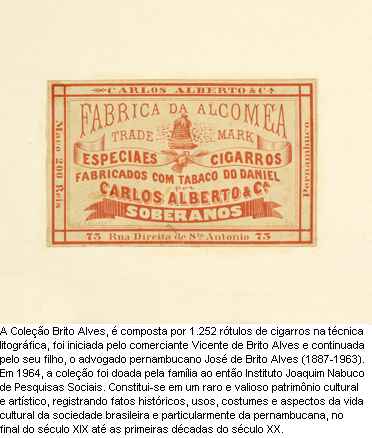 CARLOS ALBERTO & Cª
FABRICA DA ALCOMEA
TRADE MARK
ESPECIAES CIGARROS
FABRICADOS COM TABACO DO DANIEL
por
CARLOS ALBERTO & Cª
SOBERANOS
75 Rua Direita de Stº Antonio 75
Maço 200 Reis
Pernambuco
A Coleção Brito Alves, é composta por 1.252 rótulos de cigarros na técnica
litográfica, foi iniciada pelo comerciante Vicente de Brito Alves e continuada
pelo seu filho, o advogado pernambucano José de Brito Alves (1887-1963).
Em 1964, a coleção foi doada pela família ao então Instituto Joaquim Nabuco
de Pesquisas Sociais. Constitui-se em um raro e valioso patrimônio cultural
e artístico, registrando fatos históricos, usos, costumes e aspectos da vida
cultural da sociedade brasileira e particularmente da pernambucana, no
final do século XIX até as primeiras décadas do século XX.